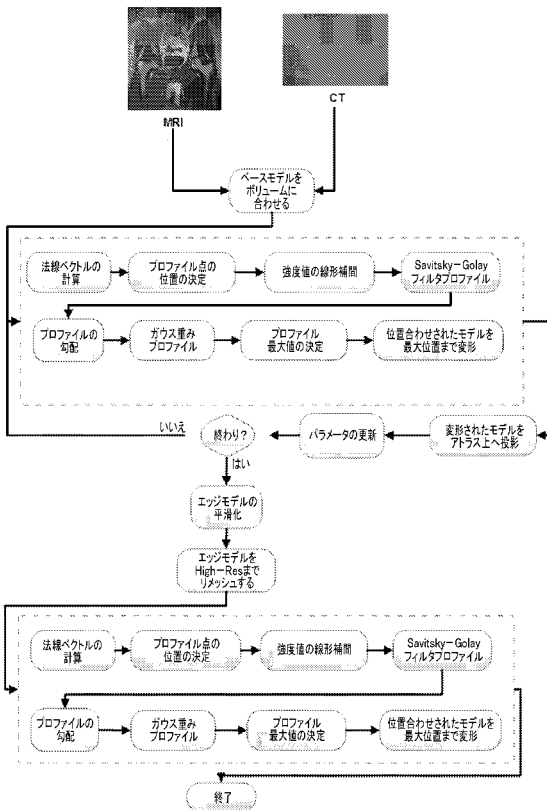 MRI
CT
ベースモデルを
ボリュームに
合わせる
法線ベクトルの
計算
プロファイル点の
位置の決定
強度値の線形補間
Savitsky－Golay
フィルタプロファイル
プロファイルの
勾配
ガウス重み
プロファイル
プロファイル
最大値の決定
位置合わせされたモデルを
最大位置まで変形
いいえ
終わり?
パラメータの更新
変形されたモデルを
アトラス上へ投影
はい
エッジモデルの
平滑化
エッジモデルを
High－Resまで
リメッシュする
法線ベクトルの
計算
プロファイル点の
位置の決定
強度値の線形補間
Savitsky－Golay
フィルタプロファイル
プロファイルの
勾配
ガウス重み
プロファイル
プロファイル
最大値の決定
位置合わせされたモデルを
最大位置まで変形
終了